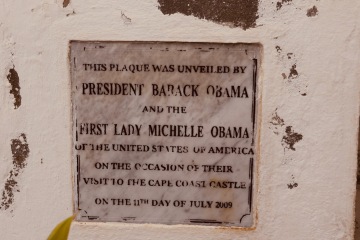 THIS PLAQUE WAS UNVEILED BY
PRESIDENT BARACK OBAMA
AND THE
FIRST LADY MICHELLE OBAMA
OF THE UNITED STATES OF AMERICA
ON THE OCCASION OF THEIR
VISIT TO THE CAPE COAST CASTLE
ON THE 11TH DAY OF JULY 2009